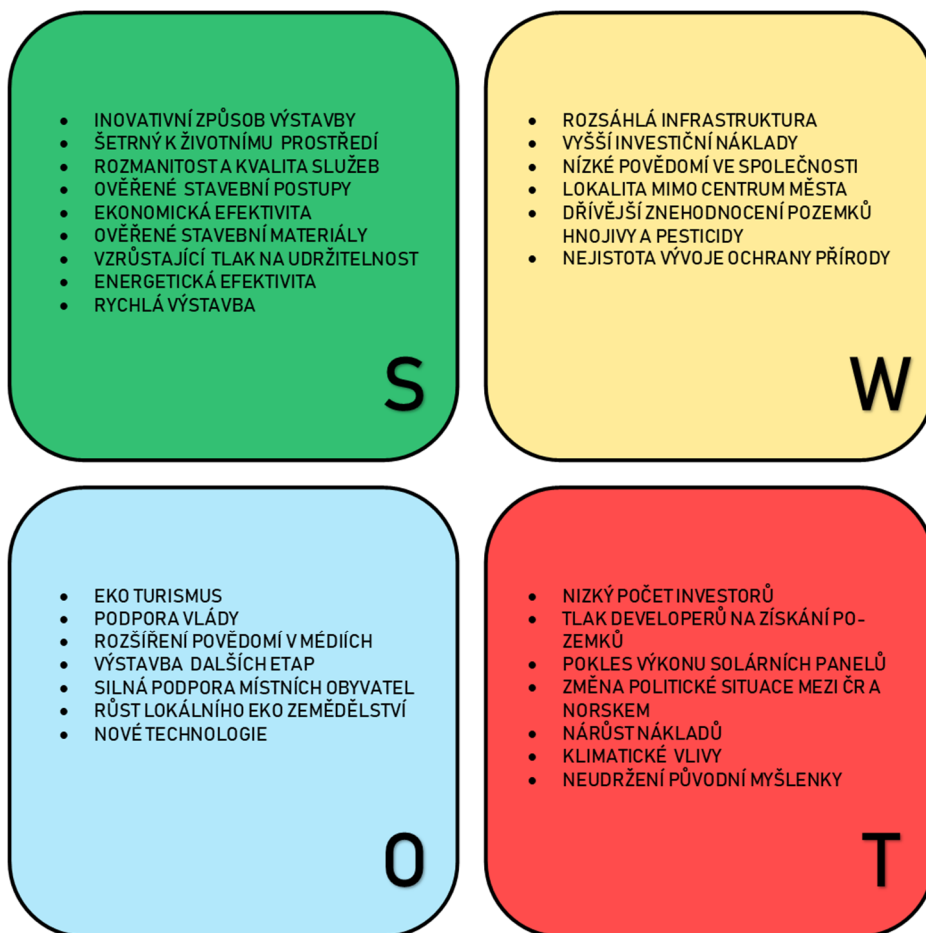 • INOVATIVNÍ ZPŮSOB VÝSTAVBY
• ŠETRNÝ K ŽIVOTNÍMU PROSTŘEDÍ
• ROZMANITOST A KVALITA SLUŽEB
• OVĚŘENÉ STAVEBNÍ POSTUPY
• EKONOMICKÁ EFEKTIVITA
• OVĚŘENÉ STAVEBNÍ MATERIÁLY
• VZRŮSTAJÍCÍ TLAK NA UDRŽITELNOST
• ENERGETICKÁ EFEKTIVITA
• RYCHLÁ VÝSTAVBA
S
• ROZSÁHLÁ INFRASTRUKTURA
• VYŠŠÍ INVESTIČNÍ NÁKLADY
• NÍZKÉ POVĚDOMÍ VE SPOLEČNOSTI
• LOKALITA MIMO CENTRUM MĚSTA
• DŘÍVĚJŠÍ ZNEHODNOCENÍ POZEMKŮ
HNOJIVY A PESTICIDY
• NEJISTOTA VÝVOJE OCHRANY PŘÍRODY
W
• EKO TURISMUS
• PODPORA VLÁDY
• ROZŠÍŘENÍ POVĚDOMÍ V MÉDIÍCH
• VÝSTAVBA DALŠÍCH ETAP
• SILNÁ PODPORA MÍSTNÍCH OBYVATEL
• RŮST LOKÁLNÍHO EKO ZEMĚDĚLSTVÍ
• NOVÉ TECHNOLOGIE
O
• NIZKÝ POČET INVESTORŮ
• TLAK DEVELOPERŮ NA ZÍSKÁNÍ PO-
ZEMKŮ
• POKLES VÝKONU SOLÁRNÍCH PANELŮ
• ZMĚNA POLITICKÉ SITUACE MEZI ČR A
NORSKEM
• NÁRŮST NÁKLADŮ
• KLIMATICKÉ VLIVY
• NEUDRŽENÍ PŮVODNÍ MYŠLENKY
T